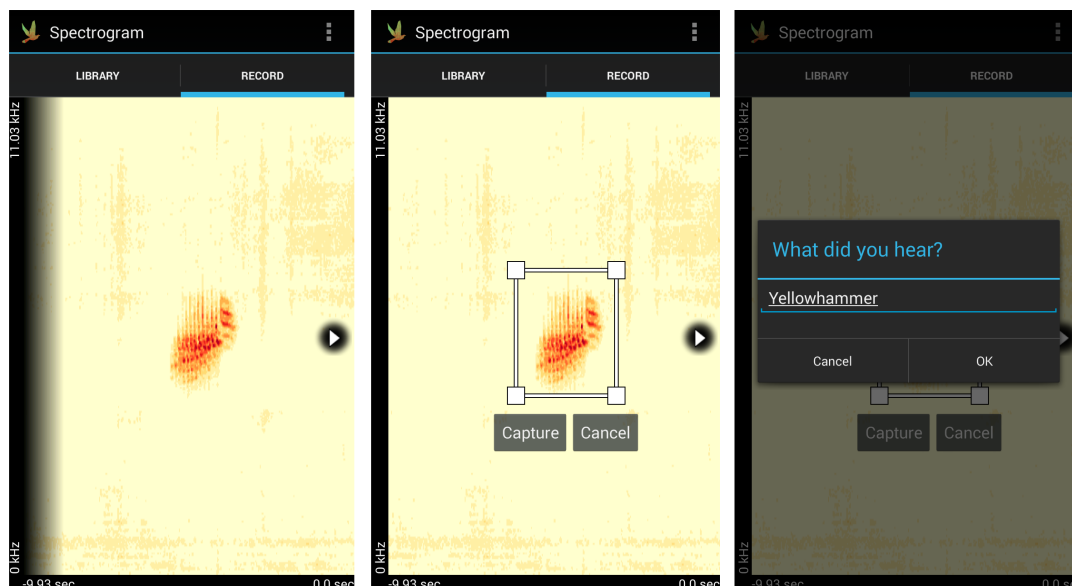 Spectrogram
LIBRARY RECORD
11.03 kHz
0 kHz
-9.93 sec 0.0 sec
Spectrogram
LIBRARY RECORD
11.03 kHz
Capture Cancel
0 kHz
-9.93 sec 0.0 sec
Spectrogram
LIBRARY RECORD
11.03 kHz
What did you hear?
Yellowhammer
Cancel OK
Capture Cancel
0 kHz
-9.93 sec 0.0 sec